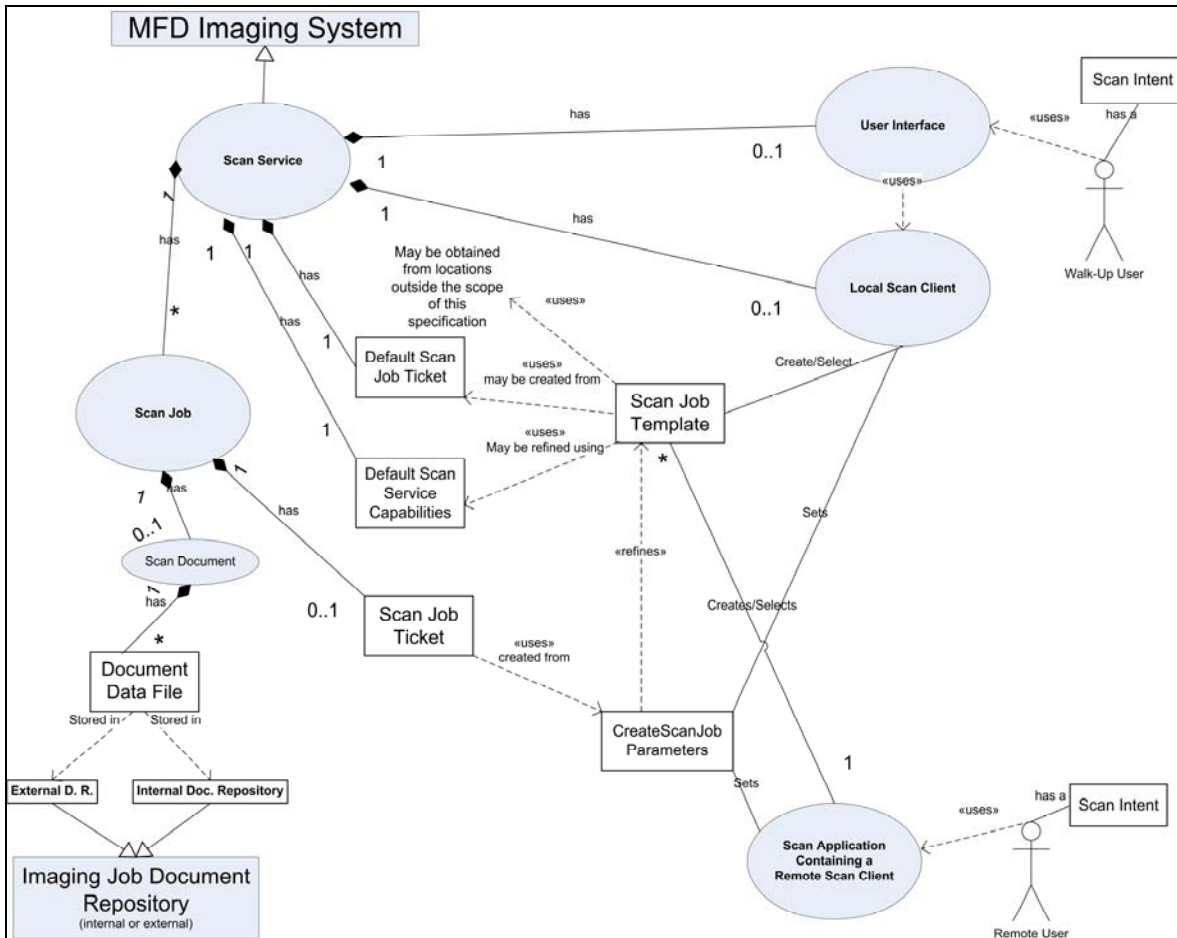 MFD Imaging System
Scan Intent
has
has a
«uses»
User Interface
Scan Service
1
0..1
«uses»
1
1
has
Walk-Up User
1
1
has
May be obtained
from locations
outside the scope
of this
specification
has
«uses»
Local Scan Client
0..1
*
has
1
Default Scan
Job Ticket
«uses»
may be created from
Create/Select
Scan Job
Scan Job
Template
1
«uses»
May be refined using
*
Default Scan
Service
Capabilities
1
has
1
has
0..1
Sets
Scan Document
«refines»
1
has
0..1
Creates/Selects
Scan Job
Ticket
*
«uses»
created from
Document
Data File
Stored in
Stored in
CreateScanJob
Parameters
1
Sets
External D. R.
Internal Doc. Repository
has a
Scan Intent
«uses»
Scan Application
Containing a
Remote Scan Client
Imaging Job Document
Repository
(internal or external)
Remote User